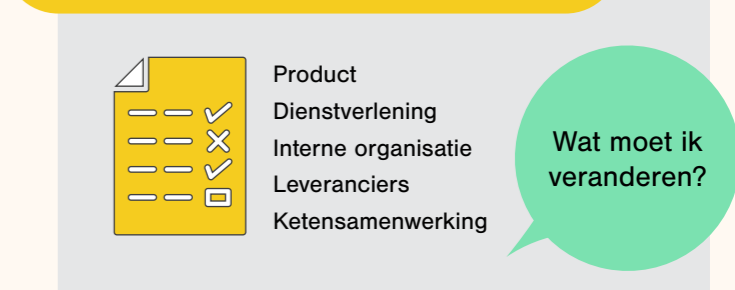 Product
Dienstverlening
Interne organisatie
Leveranciers
Ketensamenwerking
Wat moet ik
veranderen?